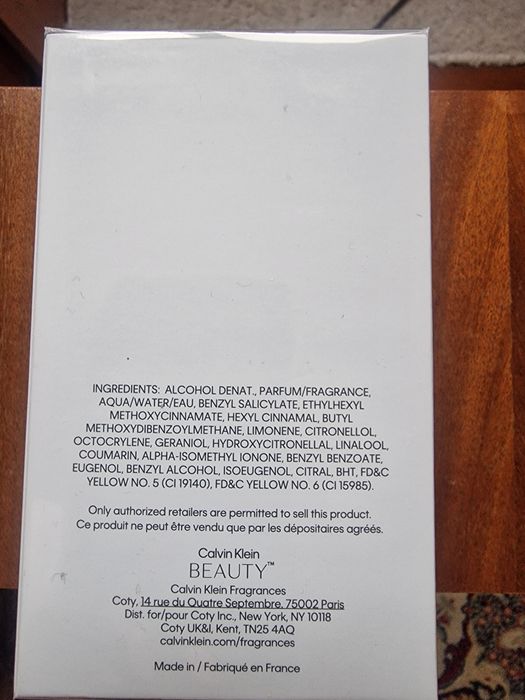 INGREDIENTS: ALCOHOL DENAT., PARFUM/FRAGRANCE,
AQUA/WATER/EAU, BENZYL SALICYLATE, ETHYLHEXYL
METHOXYCINNAMATE, HEXYL CINNAMAL, BUTYL
METHOXYDIBENZOYLMETHANE, LIMONENE, CITRONELLOL,
OCTOCRYLENE, GERANIOL, HYDROXYCITRONELLAL, LINALOOL,
COUMARIN, ALPHA-ISOMETHYL IONONE, BENZYL BENZOATE,
EUGENOL, BENZYL ALCOHOL, ISOEUGENOL, CITRAL, BHT, FD&C
YELLOW NO. 5 (CI 19140), FD&C YELLOW NO. 6 (CI 15985).
Only authorized retailers are permitted to sell this product.
Ce produit ne peut être vendu que par les dépositaires agréés.
Calvin Klein
BEAUTY™
Calvin Klein Fragrances
Coty, 14 rue du Quatre Septembre, 75002 Paris
Dist. for/pour Coty Inc., New York, NY 10118
Coty UK&I, Kent, TN25 4AQ
calvinklein.com/fragrances
Made in / Fabriqué en France